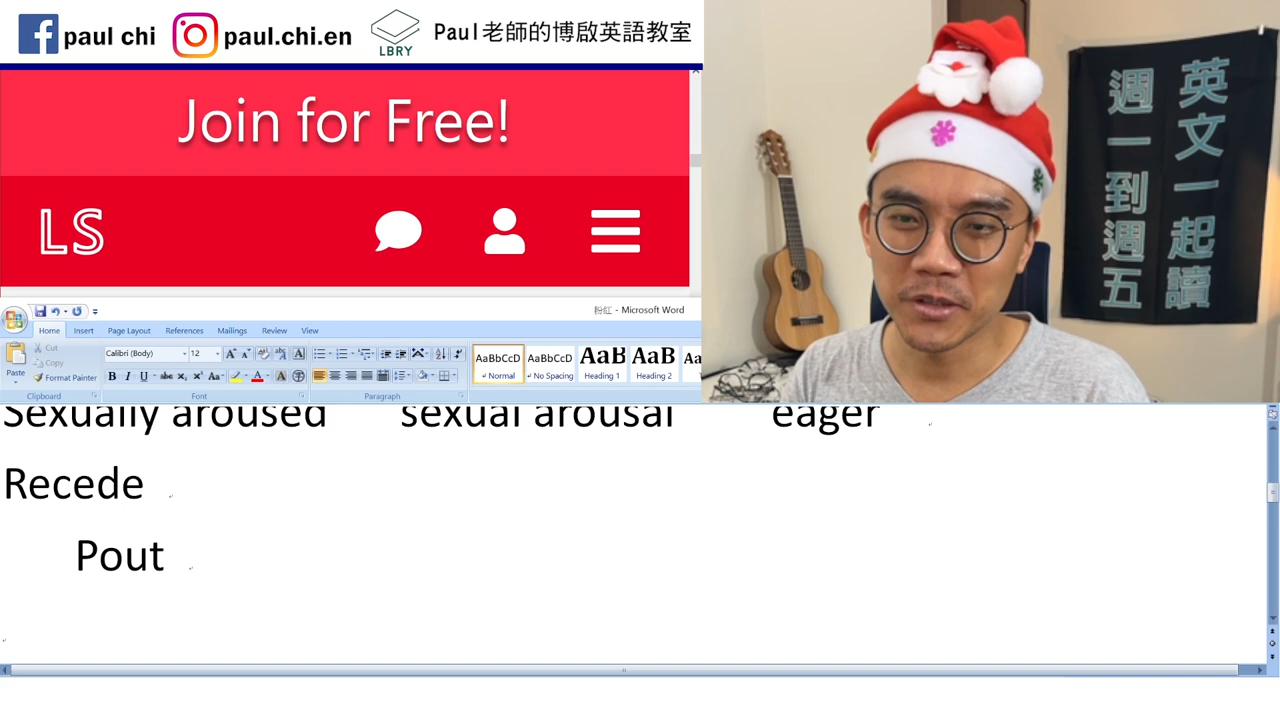 paul chi
paul.chi.en
LBRY
Paul老師的博啟英語教室
Join for Free!
LS
粉紅 - Microsoft Word
Home Insert Page Layout References Mailings Review View
Paste
Cut
Copy
Format Painter
Clipboard
Calibri (Body) 12
Font
Paragraph
AaBbCcD
Normal
AaBbCcD
No Spacing
AaB
Heading 1
AaB
Heading 2
Aa
英文一起讀
週一到週五
Sexually aroused sexual arousal eager
Recede
Pout